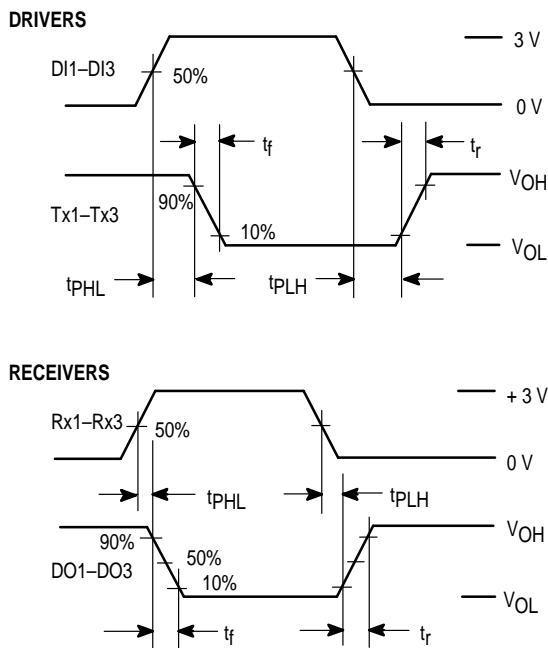 DRIVERS
3 V
DI1–DI3
50%
0 V
tf
tr
VOH
90%
Tx1–Tx3
10%
VOL
tPHL
tPLH
RECEIVERS
+ 3 V
Rx1–Rx3
50%
0 V
tPHL
tPLH
VOH
90%
50%
DO1–DO3
10%
VOL
tf
tr